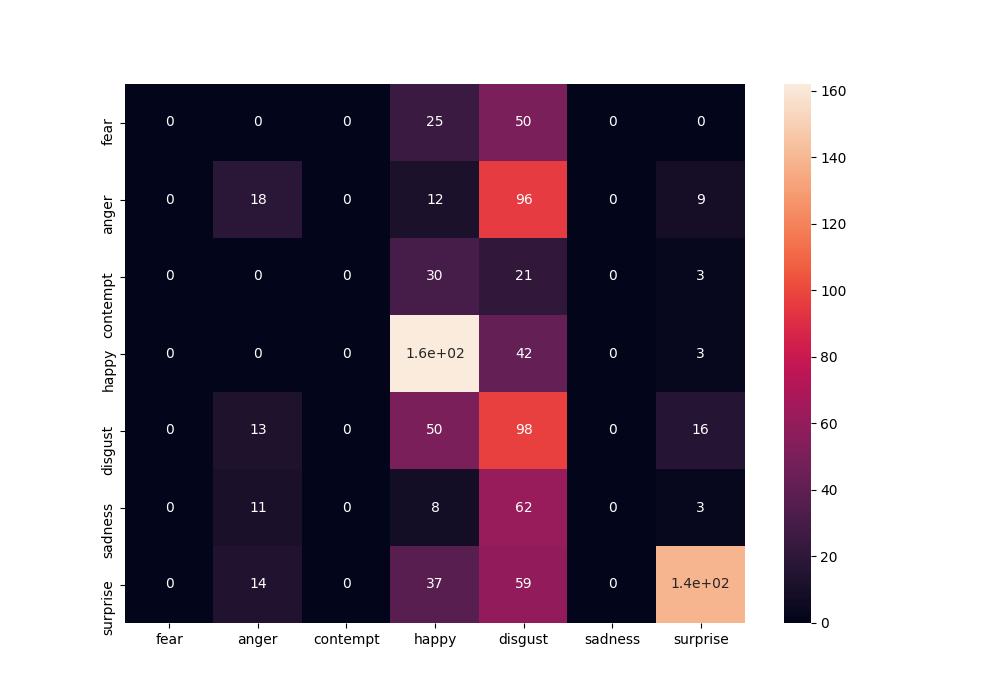 fear 0 0 0 25 50 0 0
anger 0 18 0 12 96 0 9
contempt 0 0 0 30 21 0 3
happy 0 0 0 1.6e+02 42 0 3
disgust 0 13 0 50 98 0 16
sadness 0 11 0 8 62 0 3
surprise 0 14 0 37 59 0 1.4e+02
fear anger contempt happy disgust sadness surprise
160
140
120
100
80
60
40
20
0